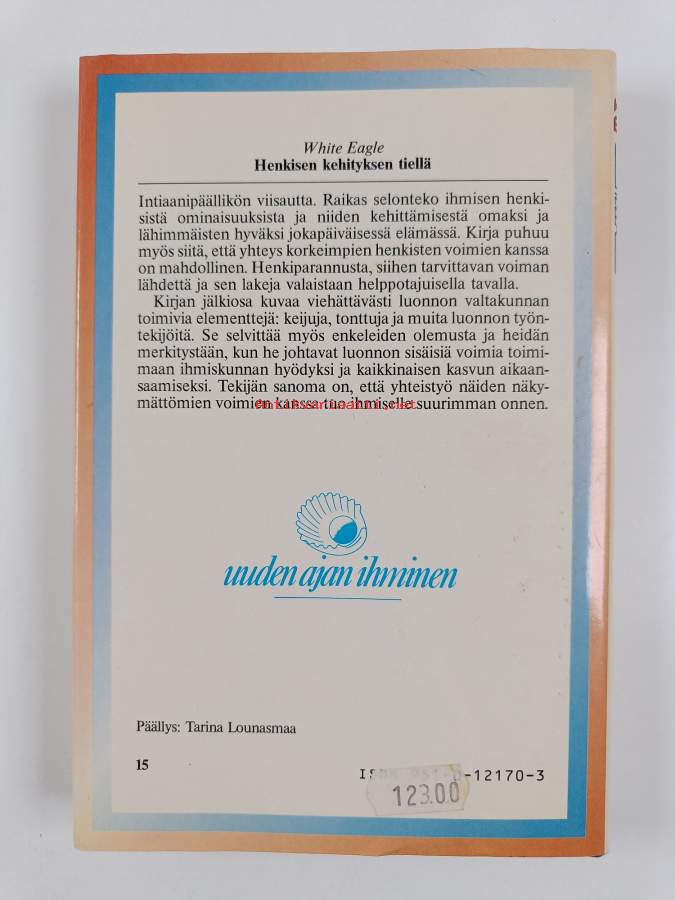 White Eagle
Henkisen kehityksen tiellä
Intiaanipäällikön viisautta. Raikas selonteko ihmisen henki-
sistä ominaisuuksista ja niiden kehittämisestä omaksi ja
lähimmäisten hyväksi jokapäiväisessä elämässä. Kirja puhuu
myös siitä, että yhteys korkeimpien henkisten voimien kanssa
on mahdollinen. Henkiparannusta, siihen tarvittavan voiman
lähdettä ja sen lakeja valaistaan helppotajuisella tavalla.
Kirjan jälkiosa kuvaa viehättävästi luonnon valtakunnan
toimivia elementtejä: keijuja, tonttuja ja muita luonnon työn-
tekijöitä. Se selvittää myös enkeleiden olemusta ja heidän
merkitystään, kun he johtavat luonnon sisäisiä voimia toimi-
maan ihmiskunnan hyödyksi ja kaikkinaisen kasvun aikaan-
saamiseksi. Tekijän sanoma on, että yhteistyö näiden näky-
mättömien voimien kanssa tuo ihmiselle suurimman onnen.
uuden ajan ihminen
Päällys: Tarina Lounasmaa
15
-12170-3
123.00